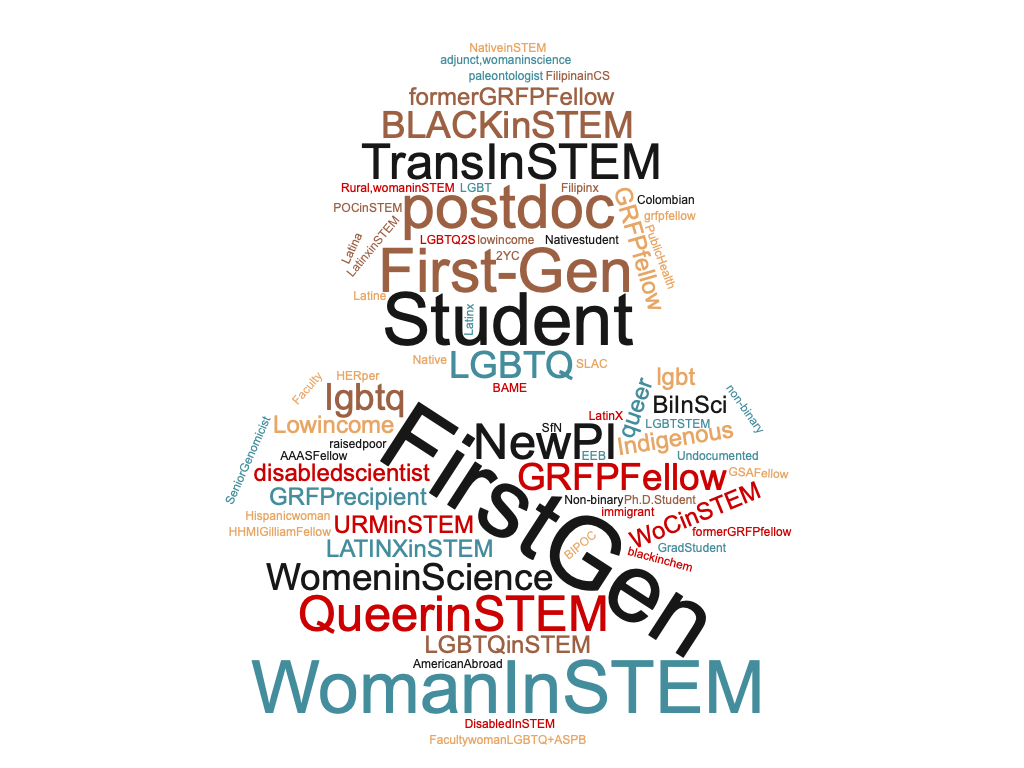 NativeinSTEM
adjunct,womaninscience
paleontologist FilipinainCS
formerGRFPFellow
BLACKinSTEM
TransInSTEM
Rural,womaninSTEM LGBT Filipinx
POCinSTEM postdoc GRFPfellow Colombian
grfpfellow
Latina LatinxinSTEM PublicHealth
LGBTQ2S lowincome Nativestudent
2YC
First-Gen
Latine
Student
Latinx
Native LGBTQ SLAC
BAME
Faculty HERper lgbt
lgbtq queer BiInSci non-binary
LatinX
Lowincome SfN LGBTSTEM
SeniorGenomicist raisedpoor NewPI Indigenous
AAASFellow EEB Undocumented
FirstGen
disabledscientist GRFPFellow GSAFellow
GRFPrecipient Non-binary Ph.D.Student
Hispanicwoman immigrant WoCinSTEM
HHMIGilliamFellow URMinSTEM formerGRFPfellow
LATINXinSTEM BIPOC GradStudent
blackinchem
WomeninScience
QueerinSTEM
LGBTQinSTEM
AmericanAbroad
WomanInSTEM
DisabledInSTEM
FacultywomanLGBTQ+ASPB